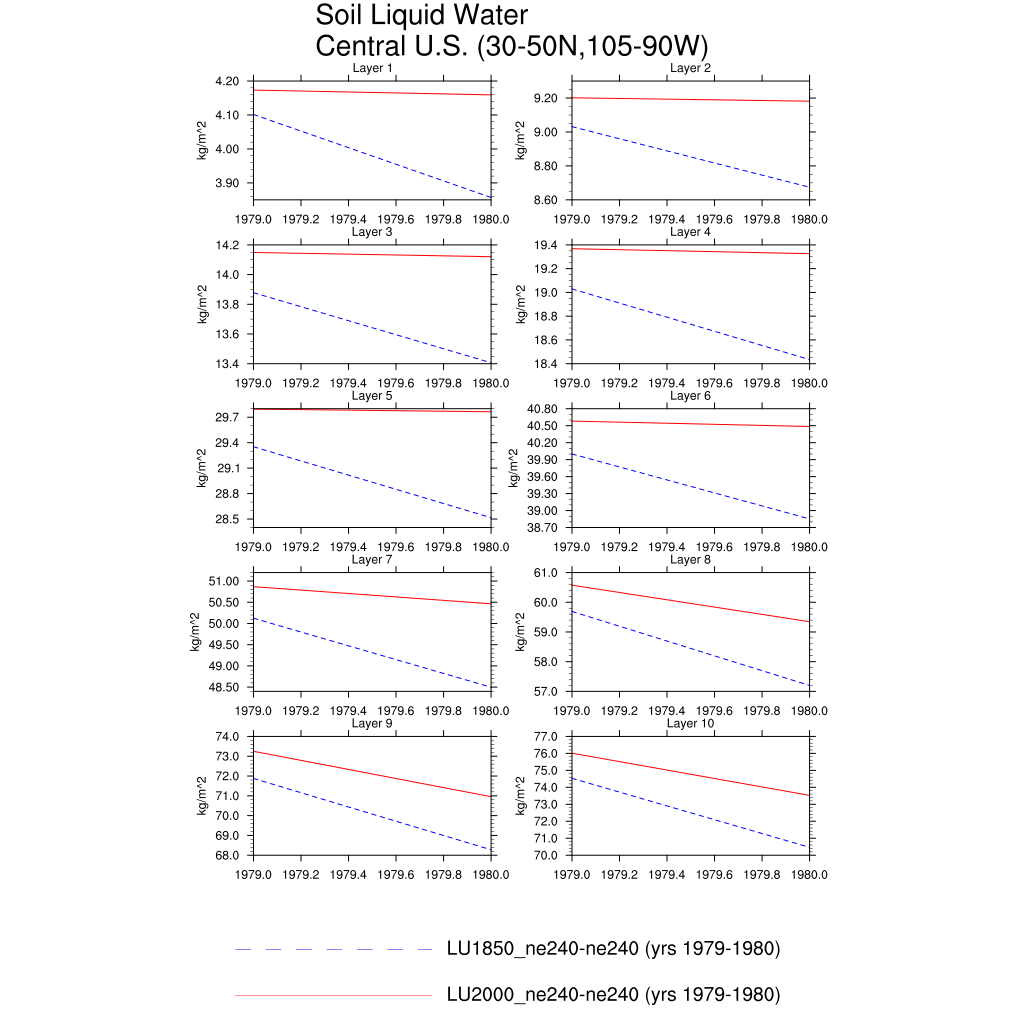 Soil Liquid Water
Central U.S. (30-50N,105-90W)
Layer 1
4.20
4.10
4.00
3.90
kg/m^2
1979.0 1979.2 1979.4 1979.6 1979.8 1980.0
Layer 2
9.20
9.00
8.80
8.60
kg/m^2
1979.0 1979.2 1979.4 1979.6 1979.8 1980.0
Layer 3
14.2
14.0
13.8
13.6
13.4
kg/m^2
1979.0 1979.2 1979.4 1979.6 1979.8 1980.0
Layer 4
19.4
19.2
19.0
18.8
18.6
18.4
kg/m^2
1979.0 1979.2 1979.4 1979.6 1979.8 1980.0
Layer 5
29.7
29.4
29.1
28.8
28.5
kg/m^2
1979.0 1979.2 1979.4 1979.6 1979.8 1980.0
Layer 6
40.80
40.50
40.20
39.90
39.60
39.30
39.00
38.70
kg/m^2
1979.0 1979.2 1979.4 1979.6 1979.8 1980.0
Layer 7
51.00
50.50
50.00
49.50
49.00
48.50
kg/m^2
1979.0 1979.2 1979.4 1979.6 1979.8 1980.0
Layer 8
61.0
60.0
59.0
58.0
57.0
kg/m^2
1979.0 1979.2 1979.4 1979.6 1979.8 1980.0
Layer 9
74.0
73.0
72.0
71.0
70.0
69.0
68.0
kg/m^2
1979.0 1979.2 1979.4 1979.6 1979.8 1980.0
Layer 10
77.0
76.0
75.0
74.0
73.0
72.0
71.0
70.0
kg/m^2
1979.0 1979.2 1979.4 1979.6 1979.8 1980.0
LU1850_ne240-ne240 (yrs 1979-1980)
LU2000_ne240-ne240 (yrs 1979-1980)